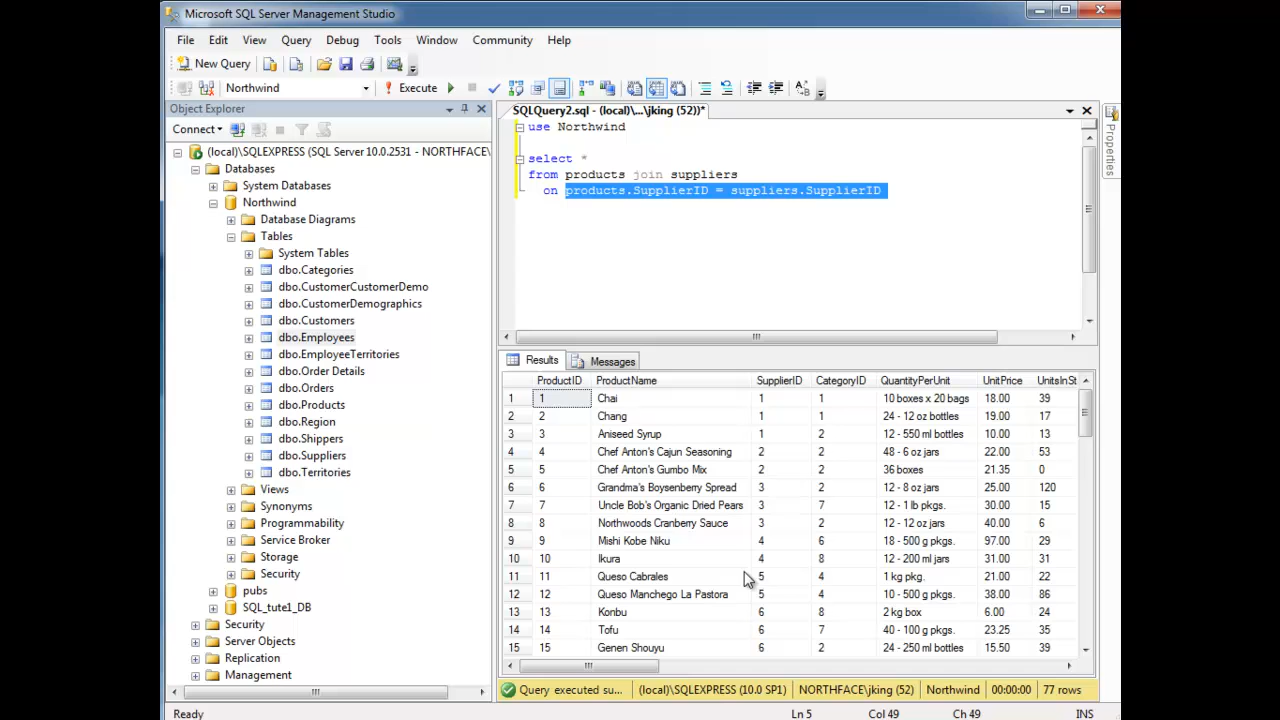 Microsoft SQL Server Management Studio
File Edit View Query Debug Tools Window Community Help
New Query
Northwind Execute
Object Explorer
Connect
(local)\SQLEXPRESS (SQL Server 10.0.2531 - NORTHFACE\
Databases
System Databases
Northwind
Database Diagrams
Tables
System Tables
dbo.Categories
dbo.CustomerCustomerDemo
dbo.CustomerDemographics
dbo.Customers
dbo.Employees
dbo.EmployeeTerritories
dbo.Order Details
dbo.Orders
dbo.Products
dbo.Region
dbo.Shippers
dbo.Suppliers
dbo.Territories
Views
Synonyms
Programmability
Service Broker
Storage
Security
pubs
SQL_tute1_DB
Security
Server Objects
Replication
Management
SQLQuery2.sql - (local)\...\jking (52))*
use Northwind
select *
from products join suppliers
on products.SupplierID = suppliers.SupplierID
Properties
Results Messages
ProductID ProductName SupplierID CategoryID QuantityPerUnit UnitPrice UnitsInSt
1 1 Chai 1 1 10 boxes x 20 bags 18.00 39
2 2 Chang 1 1 24 - 12 oz bottles 19.00 17
3 3 Aniseed Syrup 1 2 12 - 550 ml bottles 10.00 13
4 4 Chef Anton's Cajun Seasoning 2 2 48 - 6 oz jars 22.00 53
5 5 Chef Anton's Gumbo Mix 2 2 36 boxes 21.35 0
6 6 Grandma's Boysenberry Spread 3 2 12 - 8 oz jars 25.00 120
7 7 Uncle Bob's Organic Dried Pears 3 7 12 - 1 lb pkgs. 30.00 15
8 8 Northwoods Cranberry Sauce 3 2 12 - 12 oz jars 40.00 6
9 9 Mishi Kobe Niku 4 6 18 - 500 g pkgs. 97.00 29
10 10 Ikura 4 8 12 - 200 ml jars 31.00 31
11 11 Queso Cabrales 5 4 1 kg pkg. 21.00 22
12 12 Queso Manchego La Pastora 5 4 10 - 500 g pkgs. 38.00 86
13 13 Konbu 6 8 2 kg box 6.00 24
14 14 Tofu 6 7 40 - 100 g pkgs. 23.25 35
15 15 Genen Shouyu 6 2 24 - 250 ml bottles 15.50 39
Query executed su... (local)\SQLEXPRESS (10.0 SP1) NORTHFACE\jking (52) Northwind 00:00:00 77 rows
Ready Ln 5 Col 49 Ch 49 INS